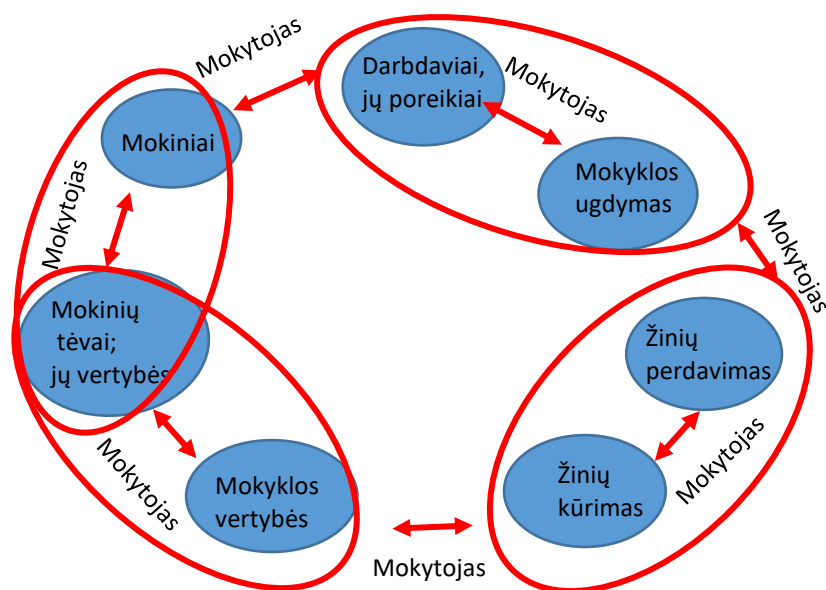 Mokytojas
Darbdaviai,
jų poreikiai
Mokytojas
Mokiniai
Mokyklos
ugdymas
Mokytojas
Mokytojas
Mokinių
tėvai;
jų vertybės
Žinių
perdavimas
Mokytojas
Mokyklos
vertybės
Žinių
kūrimas
Mokytojas
Mokytojas